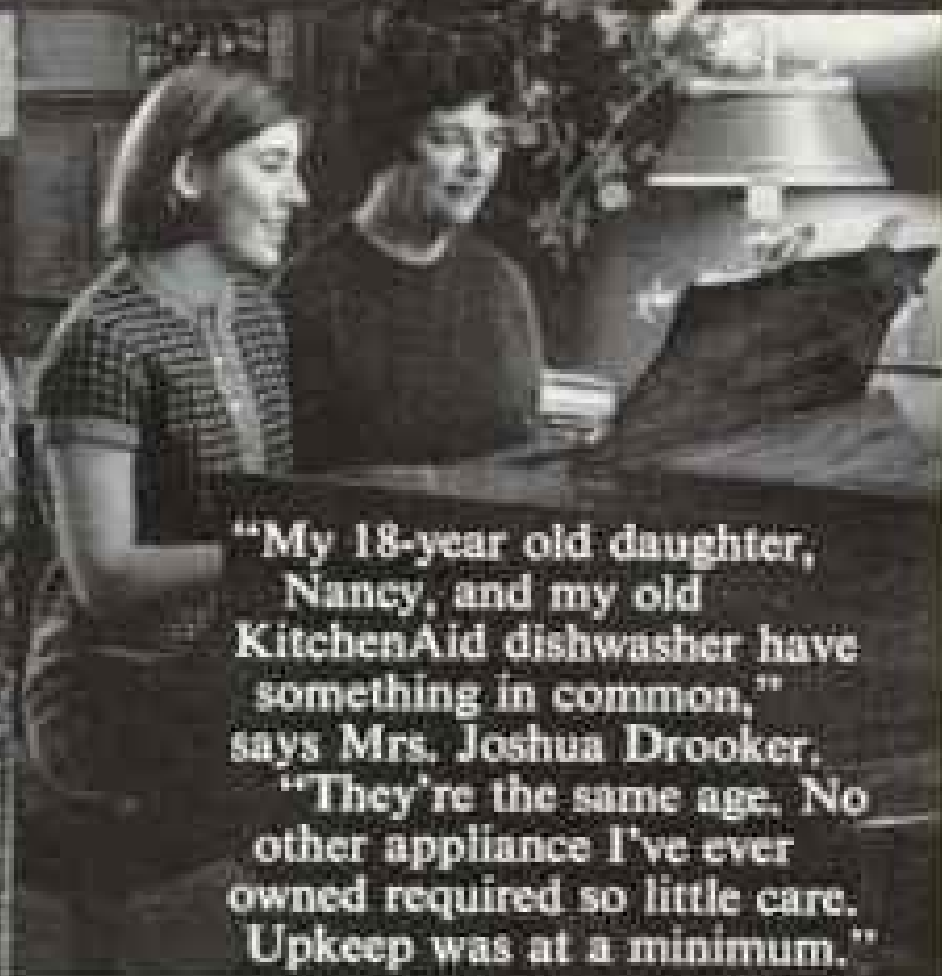 “My 18-year old daughter,
Nancy, and my old
KitchenAid dishwasher have
something in common,”
says Mrs. Joshua Drooker.
“They’re the same age. No
other appliance I’ve ever
owned required so little care.
Upkeep was at a minimum.”